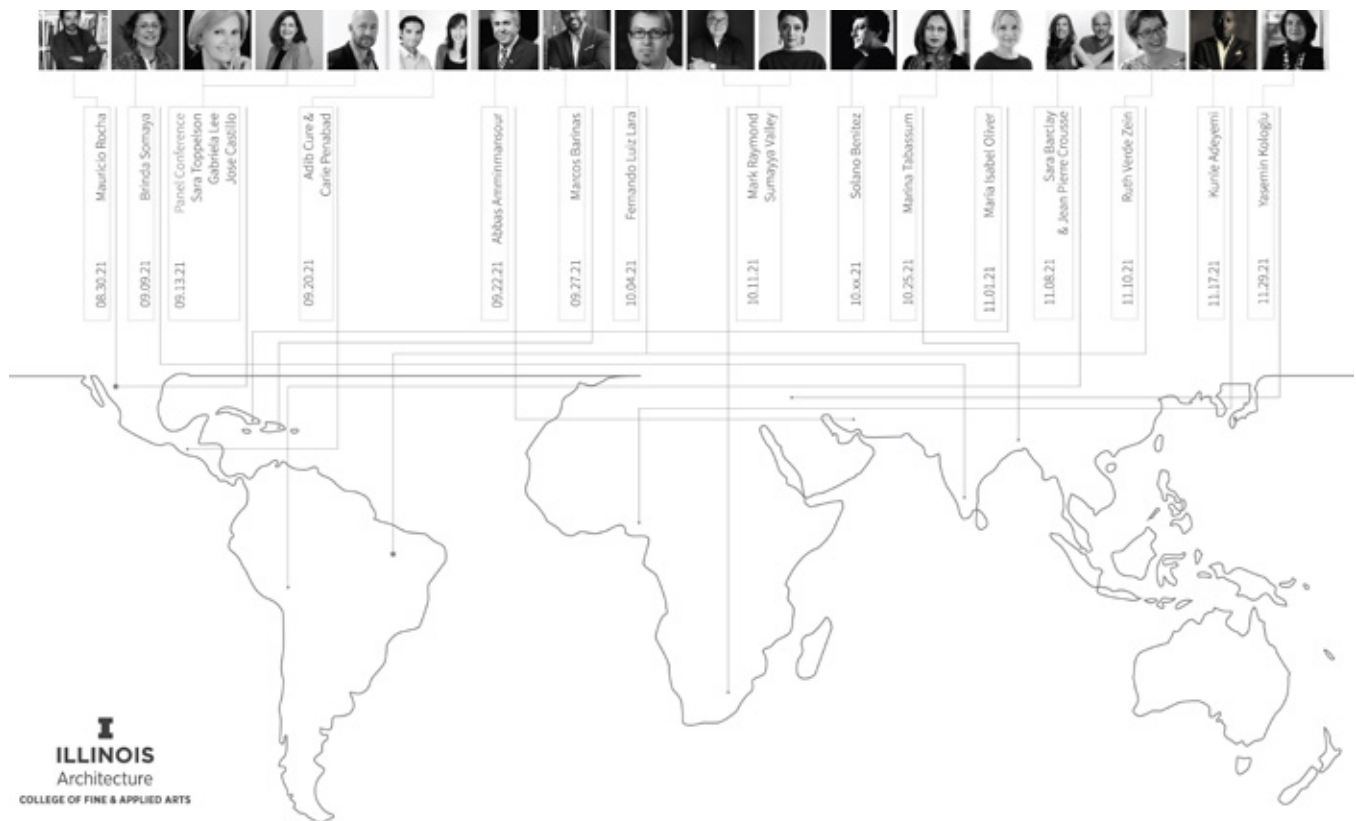 Mauricio Rocha
08.30.21
Brinda Somaya
09.09.21
Panel Conference
Sara Toppelson
Gabriela Lee
Jose Castillo
09.13.21
Adib Cure &
Carie Penabad
09.20.21
Abbas Amminmansour
09.22.21
Marcos Barinas
09.27.21
Fernando Luiz Lara
10.04.21
Mark Raymond
Sumayya Valley
10.11.21
Solano Benitez
10.xx.21
Marina Tabassum
10.25.21
Maria Isabel Oliver
11.01.21
Sara Barclay
& Jean Pierre Crousse
11.08.21
Ruth Verde Zein
11.10.21
Kunle Adeyemi
11.17.21
Yasemin Kologlu
11.29.21
I
ILLINOIS
Architecture
COLLEGE OF FINE & APPLIED ARTS